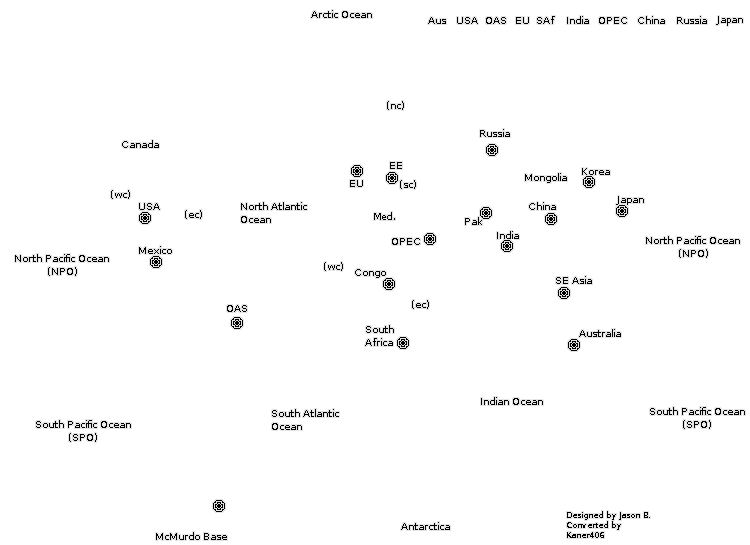 Arctic Ocean
Aus USA OAS EU SAf India OPEC China Russia Japan
(nc)
Russia
Canada
EE
Korea
Mongolia
EU
(sc)
(wc)
USA
(ec)
North Atlantic
Ocean
Med.
Pak
China
Japan
India
OPEC
North Pacific Ocean
(NPO)
Mexico
North Pacific Ocean
(NPO)
(wc)
Congo
SE Asia
(ec)
OAS
South
Africa
Australia
Indian Ocean
South Pacific Ocean
(SPO)
South Atlantic
Ocean
South Pacific Ocean
(SPO)
McMurdo Base
Antarctica
Designed by Jason B.
Converted by
Kaner406